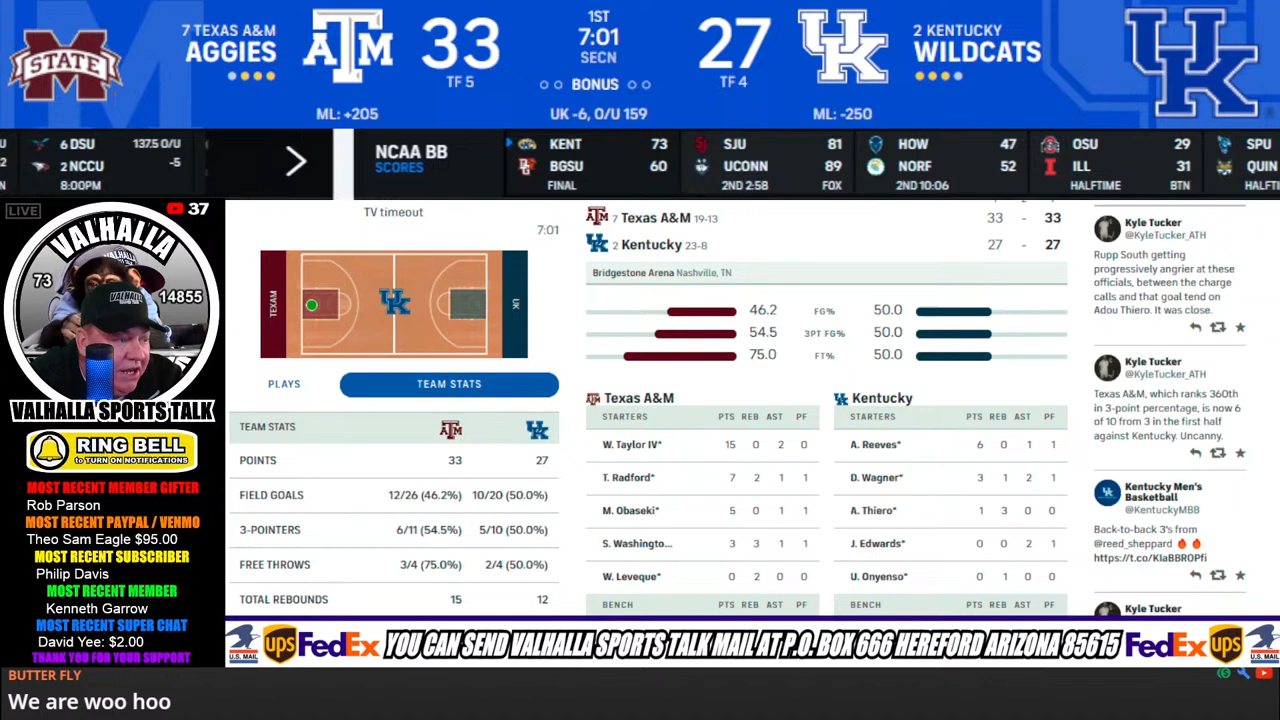 STATE
7 TEXAS A&M
AGGIES
ATM
33
TF 5
1ST
7:01
SECN
BONUS
27
TF 4
UK
2 KENTUCKY
WILDCATS
UK
ML: +205
UK -6, O/U 159
ML: -250
U
6 DSU 137.5 O/U
2
2 NCCU -5
8:00PM
NCAA BB
SCORES
KENT 73
BGSU 60
FINAL
SJU 81
UCONN 89
2ND 2:58 FOX
HOW 47
NORF 52
2ND 10:06
OSU 29
ILL 31
HALFTIME BTN
SPU
QUIN
HALFTI
LIVE
37
VALHALLA
73
14855
VALHALLA
VALHALLA SPORTS TALK
RING BELL
to TURN ON NOTIFICATIONS
MOST RECENT MEMBER GIFTER
Rob Parson
MOST RECENT PAYPAL / VENMO
Theo Sam Eagle $95.00
MOST RECENT SUBSCRIBER
Philip Davis
MOST RECENT MEMBER
Kenneth Garrow
MOST RECENT SUPER CHAT
David Yee: $2.00
THANK YOU FOR YOUR SUPPORT
TV timeout
7:01
TEXAM
UK
UK
PLAYS
TEAM STATS
TEAM STATS
POINTS 33 27
FIELD GOALS 12/26 (46.2%) 10/20 (50.0%)
3-POINTERS 6/11 (54.5%) 5/10 (50.0%)
FREE THROWS 3/4 (75.0%) 2/4 (50.0%)
TOTAL REBOUNDS 15 12
7 Texas A&M 19-13 33 - 33
2 Kentucky 23-8 27 - 27
Bridgestone Arena Nashville, TN
46.2 FG% 50.0
54.5 3PT FG% 50.0
75.0 FT% 50.0
Texas A&M
STARTERS PTS REB AST PF
W. Taylor IV* 15 0 2 0
T. Radford* 7 2 1 1
M. Obaseki* 5 0 1 1
S. Washingto... 3 3 1 1
W. Leveque* 0 2 0 0
BENCH PTS REB AST PF
Kentucky
STARTERS PTS REB AST PF
A. Reeves* 6 0 1 1
D. Wagner* 3 1 2 1
A. Thiero* 1 3 0 0
J. Edwards* 0 0 2 1
U. Onyenso* 0 1 0 0
BENCH PTS REB AST PF
Kyle Tucker
@KyleTucker_ATH
Rupp South getting
progressively angrier at these
officials, between the charge
calls and that goal tend on
Adou Thiero. It was close.
Kyle Tucker
@KyleTucker_ATH
Texas A&M, which ranks 360th
in 3-point percentage, is now 6
of 10 from 3 in the first half
against Kentucky. Uncanny.
Kentucky Men's
Basketball
@KentuckyMBB
Back-to-back 3's from
@reed_sheppard 🔥 🔥
https://t.co/KIaBBROPfi
Kyle Tucker
U.S. MAIL
ups
FedEx
YOU CAN SEND VALHALLA SPORTS TALK MAIL AT P.O. BOX 666 HEREFORD ARIZONA 85615
FedEx
ups
U.S. MAIL
BUTTER FLY
We are woo hoo